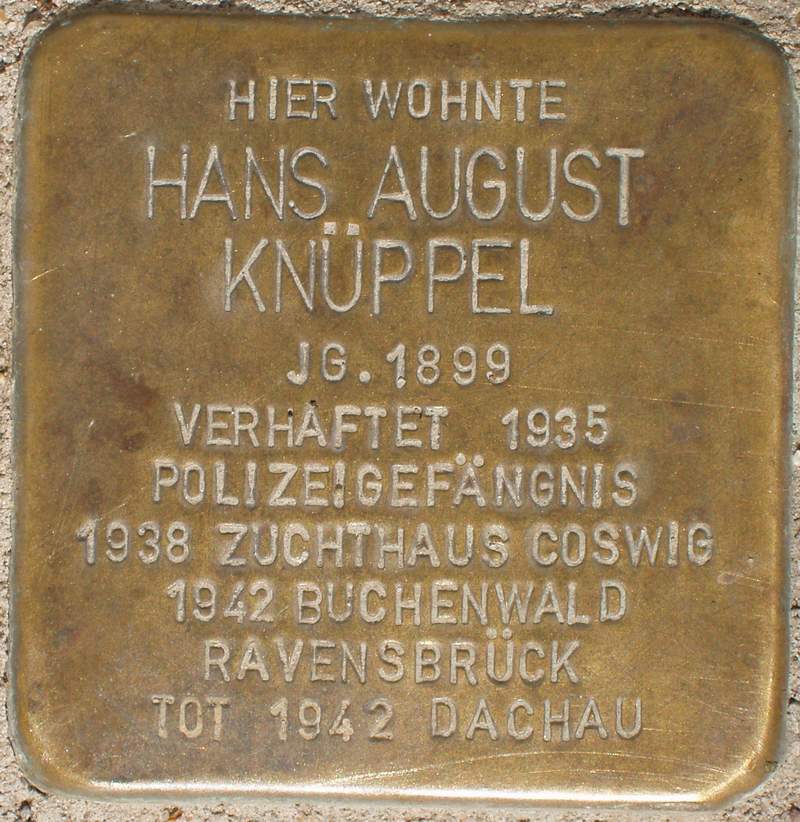 HIER WOHNTE
HANS AUGUST
KNÜPPEL
JG. 1899
VERHAFTET 1935
POLIZEIGEFÄNGNIS
1938 ZUCHTHAUS COSWIG
1942 BUCHENWALD
RAVENSBRÜCK
TOT 1942 DACHAU